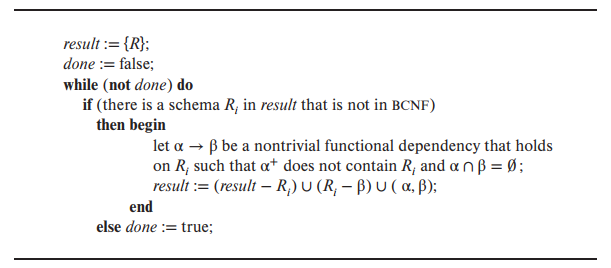 result := {R};
done := false;
while (not done) do
if (there is a schema Rᵢ in result that is not in BCNF)
then begin
let α → β be a nontrivial functional dependency that holds
on Rᵢ such that α⁺ does not contain Rᵢ and α ∩ β = Ø;
result := (result – Rᵢ) ∪ (Rᵢ – β) ∪ ( α, β);
end
else done := true;